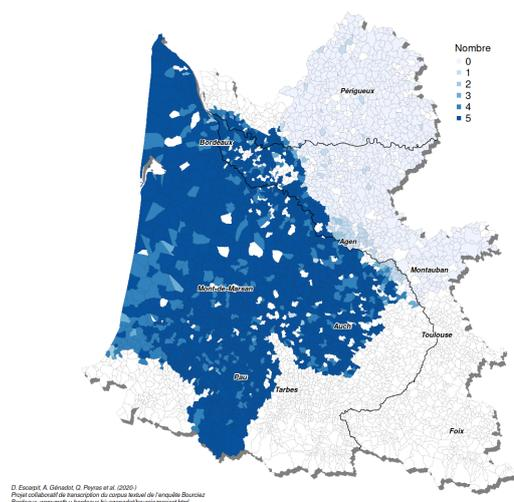 Nombre
0
1
2
3
4
5
Périgueux
Bordeaux
Agen
Montauban
Mont-de-Marsan
Auch
Toulouse
Pau
Tarbes
Foix
D. Escarpit, A. Génadot, Q. Peyras et al. (2020-)
Projet collaboratif de transcription du corpus textuel de l'enquête Bourciez